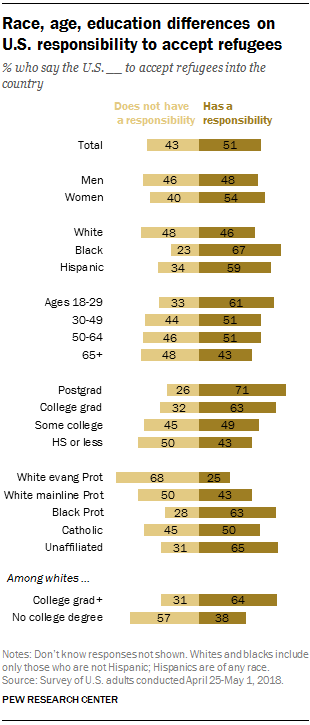 Race, age, education differences on
U.S. responsibility to accept refugees
% who say the U.S. __ to accept refugees into the
country
Does not have Has a
a responsibility responsibility
Total 43 51
Men 46 48
Women 40 54
White 48 46
Black 23 67
Hispanic 34 59
Ages 18-29 33 61
30-49 44 51
50-64 46 51
65+ 48 43
Postgrad 26 71
College grad 32 63
Some college 45 49
HS or less 50 43
White evang Prot 68 25
White mainline Prot 50 43
Black Prot 28 63
Catholic 45 50
Unaffiliated 31 65
Among whites ...
College grad+ 31 64
No college degree 57 38
Notes: Don't know responses not shown. Whites and blacks include
only those who are not Hispanic; Hispanics are of any race.
Source: Survey of U.S. adults conducted April 25-May 1, 2018.
PEW RESEARCH CENTER